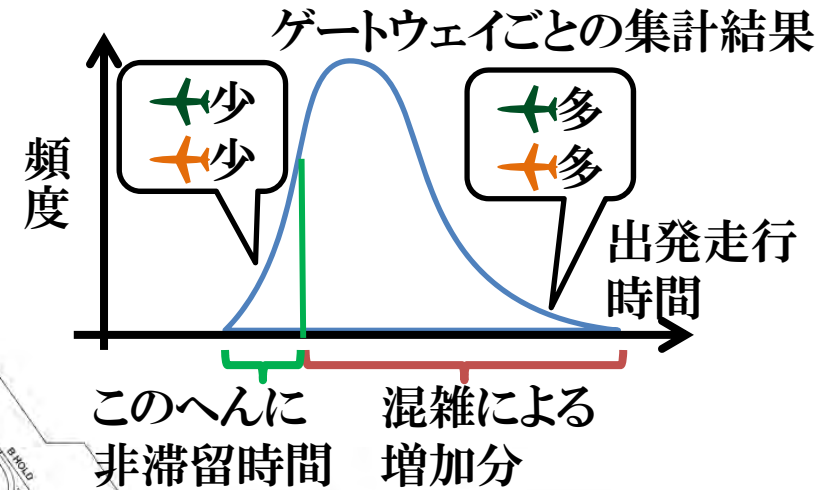 ゲートウェイごとの集計結果
少
少
多
多
頻度
出発走行
時間
このへんに
非滞留時間
混雑による
増加分
B HOLD